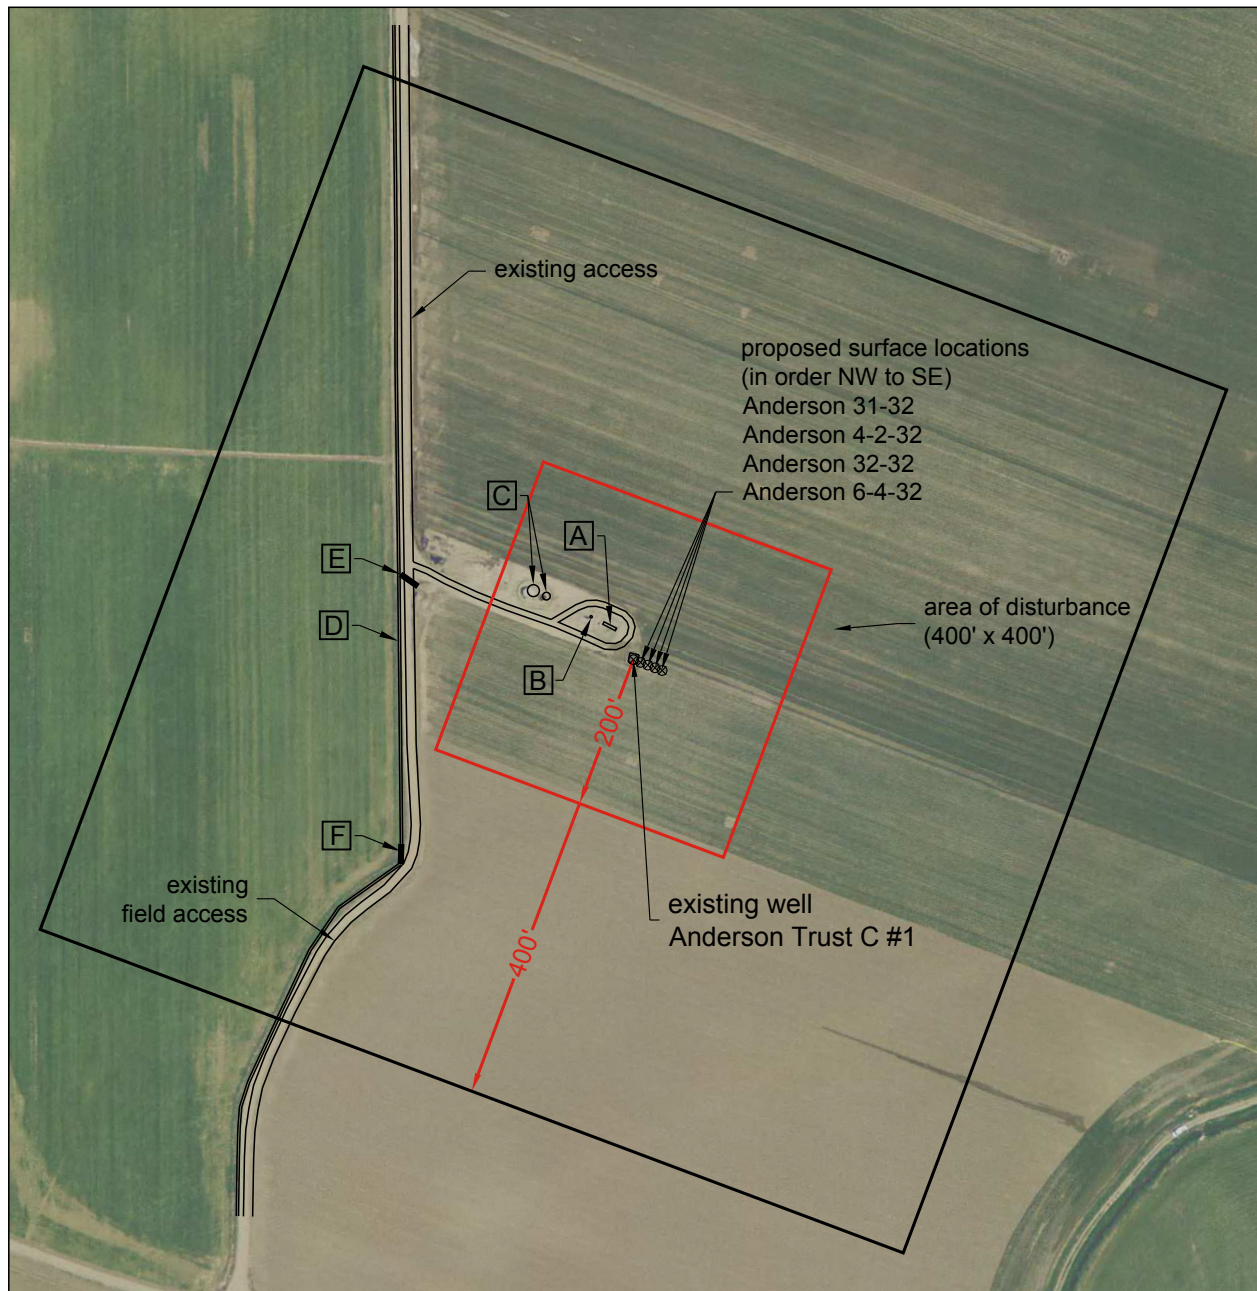 existing access
proposed surface locations
(in order NW to SE)
Anderson 31-32
Anderson 4-2-32
Anderson 32-32
Anderson 6-4-32
C
A
E
D
area of disturbance
(400' x 400')
B
200'
F
existing
field access
existing well
Anderson Trust C #1
400'